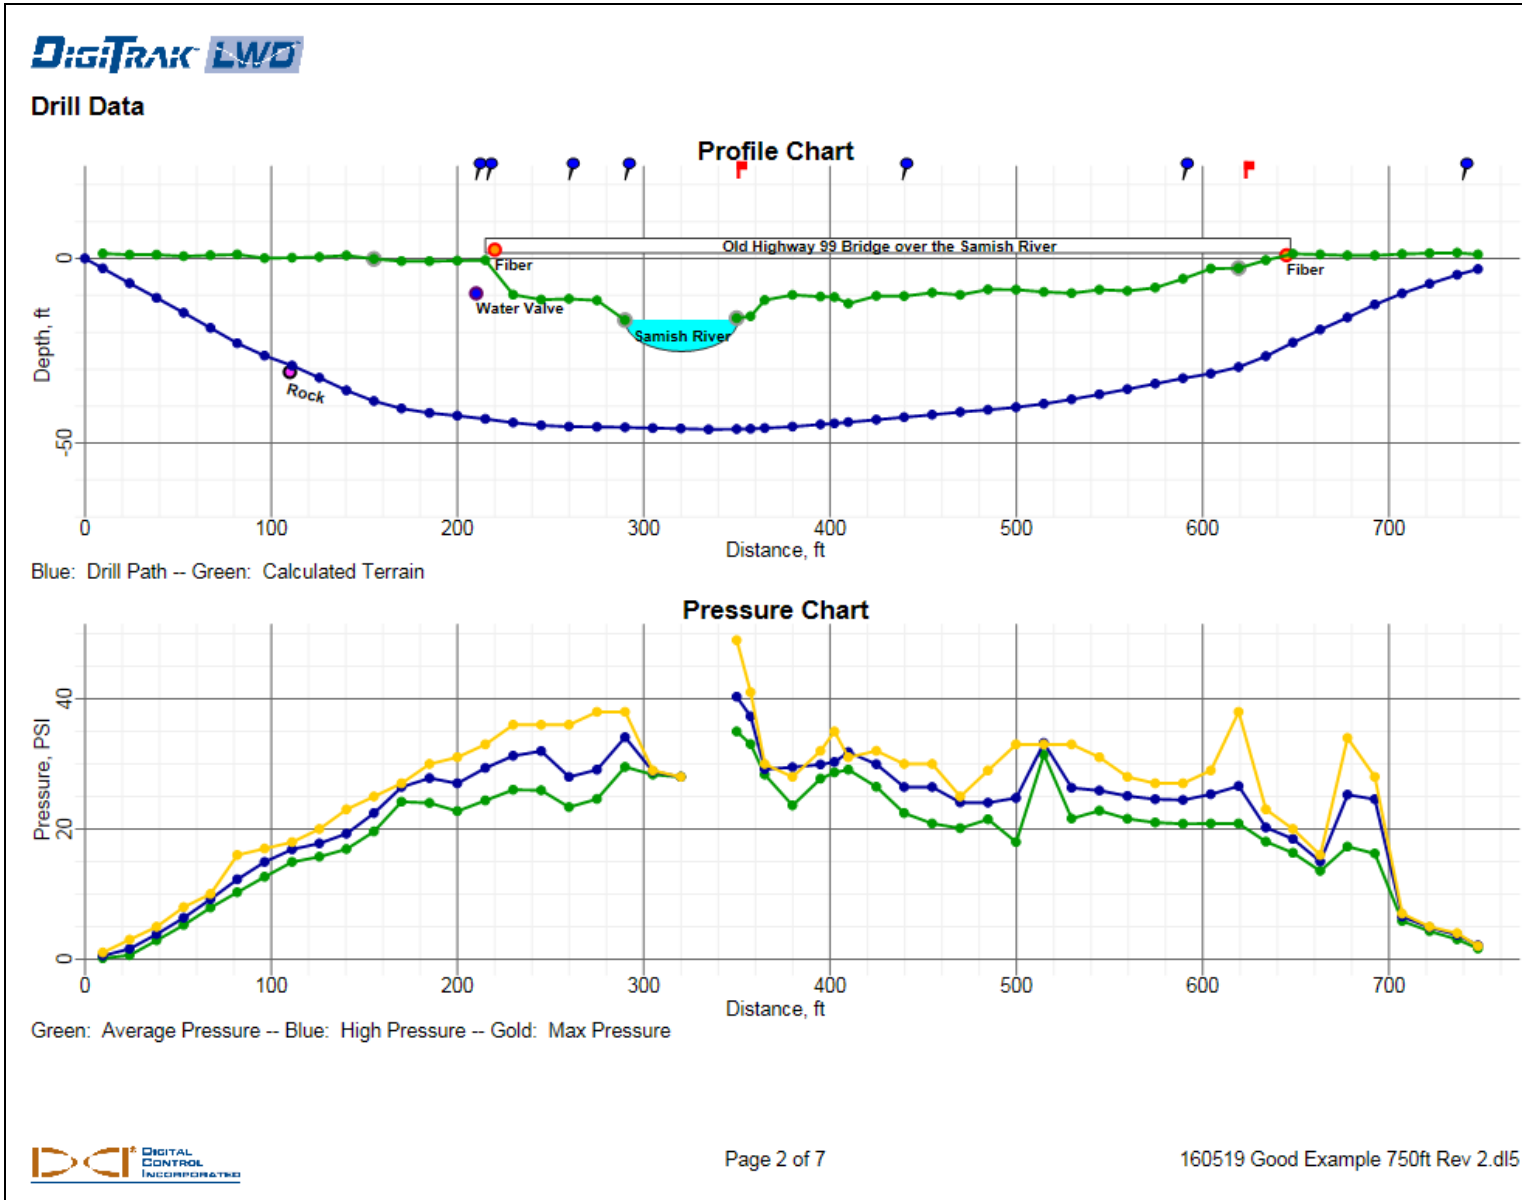 DIGITRAK LWD
Drill Data
Profile Chart
Old Highway 99 Bridge over the Samish River
Fiber
Fiber
Water Valve
Samish River
Rock
0
-50
Depth, ft
0 100 200 300 400 500 600 700
Distance, ft
Blue: Drill Path -- Green: Calculated Terrain
Pressure Chart
40
20
0
Pressure, PSI
0 100 200 300 400 500 600 700
Distance, ft
Green: Average Pressure -- Blue: High Pressure -- Gold: Max Pressure
DCI® DIGITAL
CONTROL
INCORPORATED
Page 2 of 7
160519 Good Example 750ft Rev 2.dl5